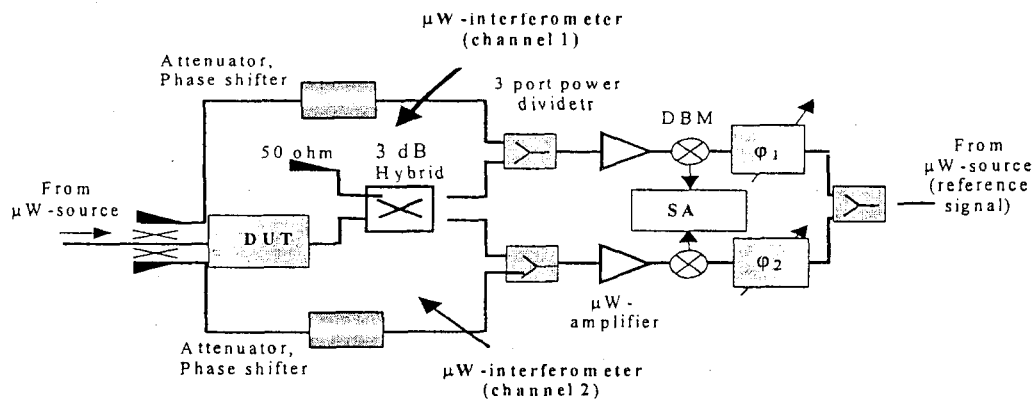 μW-interferometer
(channel 1)
Attenuator,
Phase shifter
3 port power
dividetr
DBM
50 ohm
3 dB
Hybrid
φ1
From
μW-source
(reference
signal)
From
μW-source
SA
DUT
φ2
μW-
amplifier
Attenuator,
Phase shifter
μW-interferometer
(channel 2)